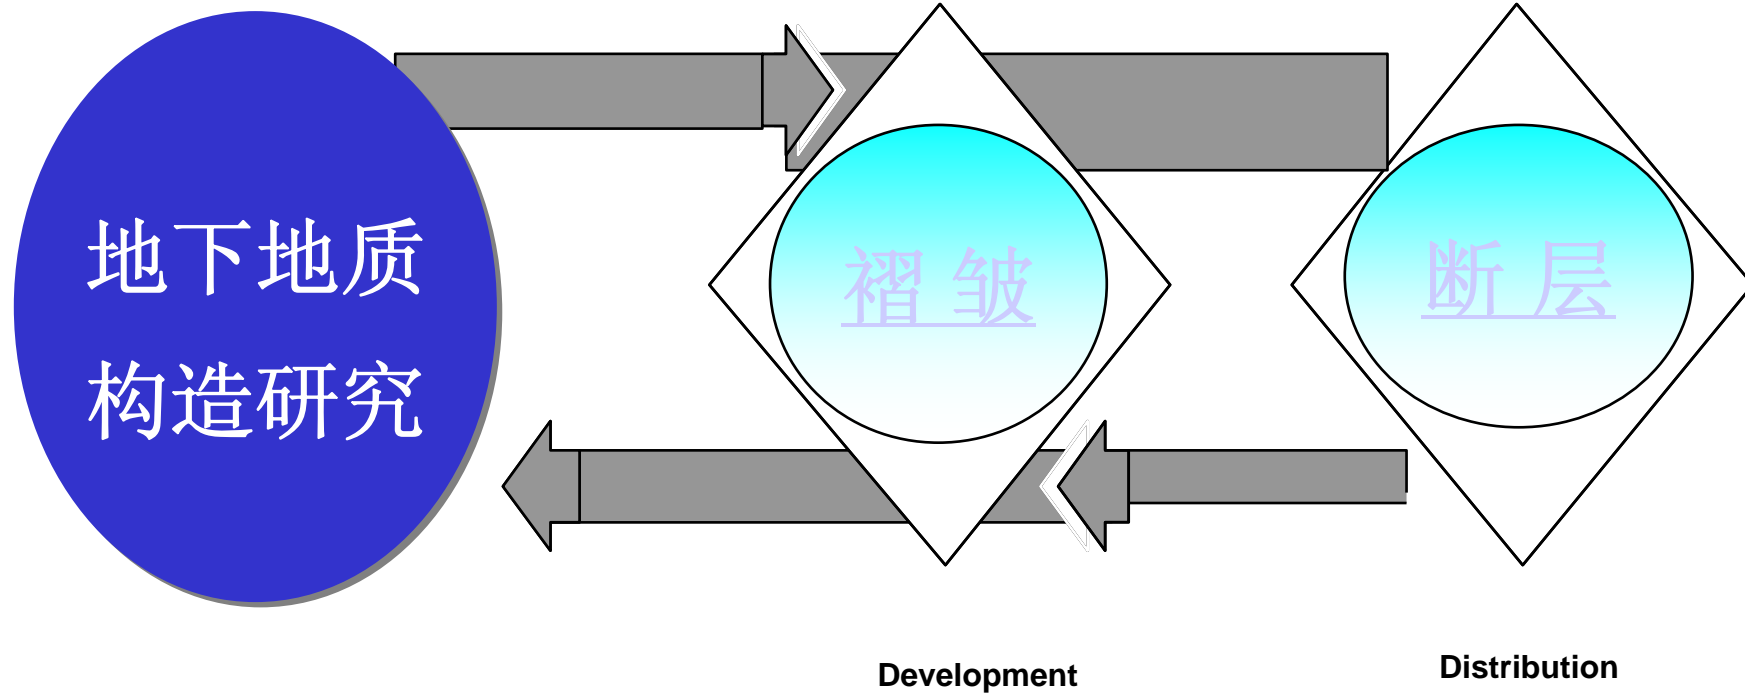 地下地质
构造研究
褶 皱
断 层
Development
Distribution